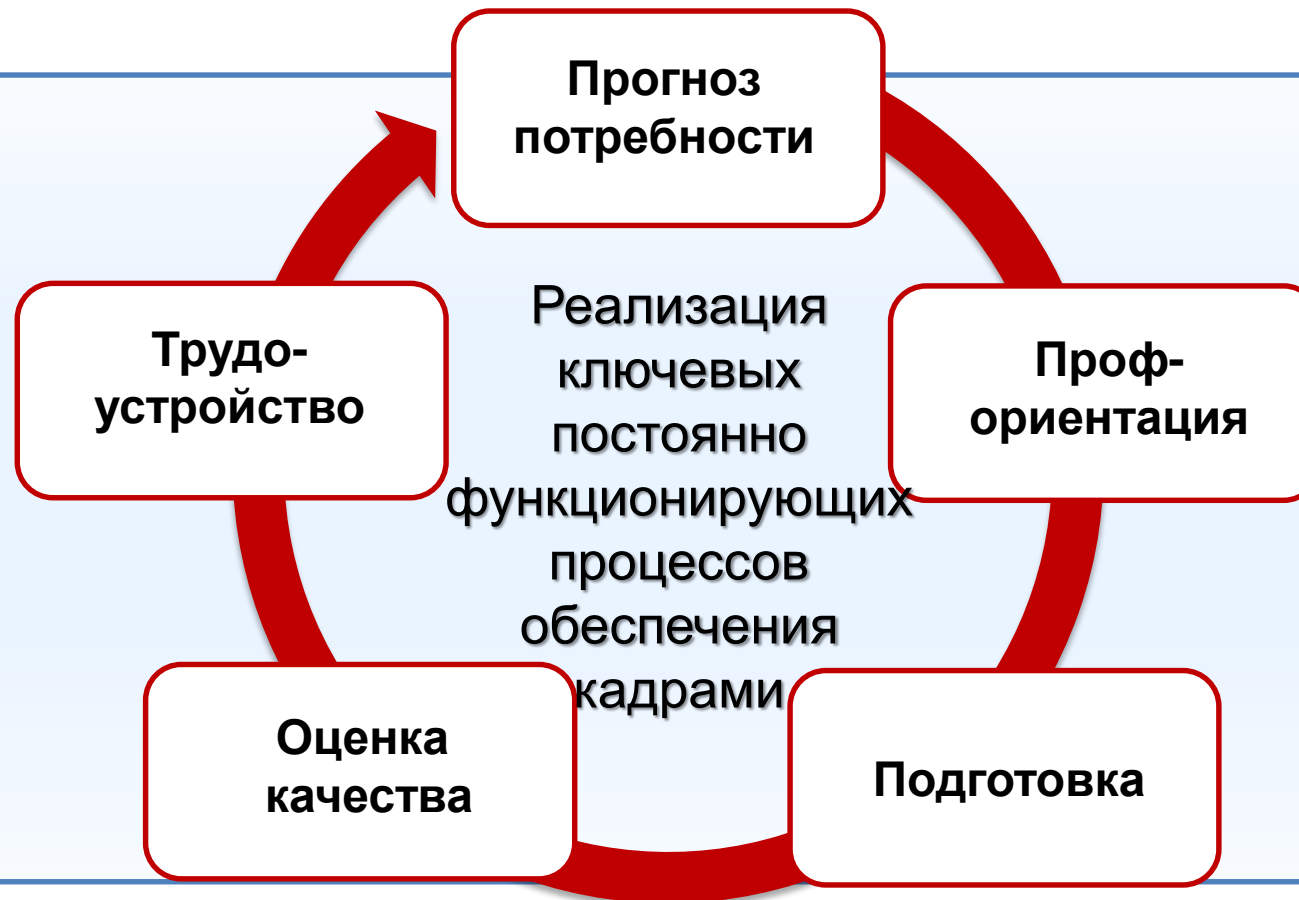 Прогноз
потребности
Проф-
ориентация
Подготовка
Оценка
качества
Трудо-
устройство
Реализация
ключевых
постоянно
функционирующих
процессов
обеспечения
кадрами